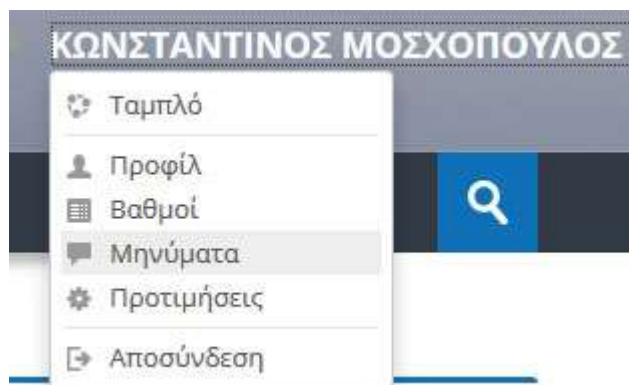 ΚΩΝΣΤΑΝΤΙΝΟΣ ΜΟΣΧΟΠΟΥΛΟΣ
Ταμπλό
Προφίλ
Βαθμοί
Μηνύματα
Προτιμήσεις
Αποσύνδεση